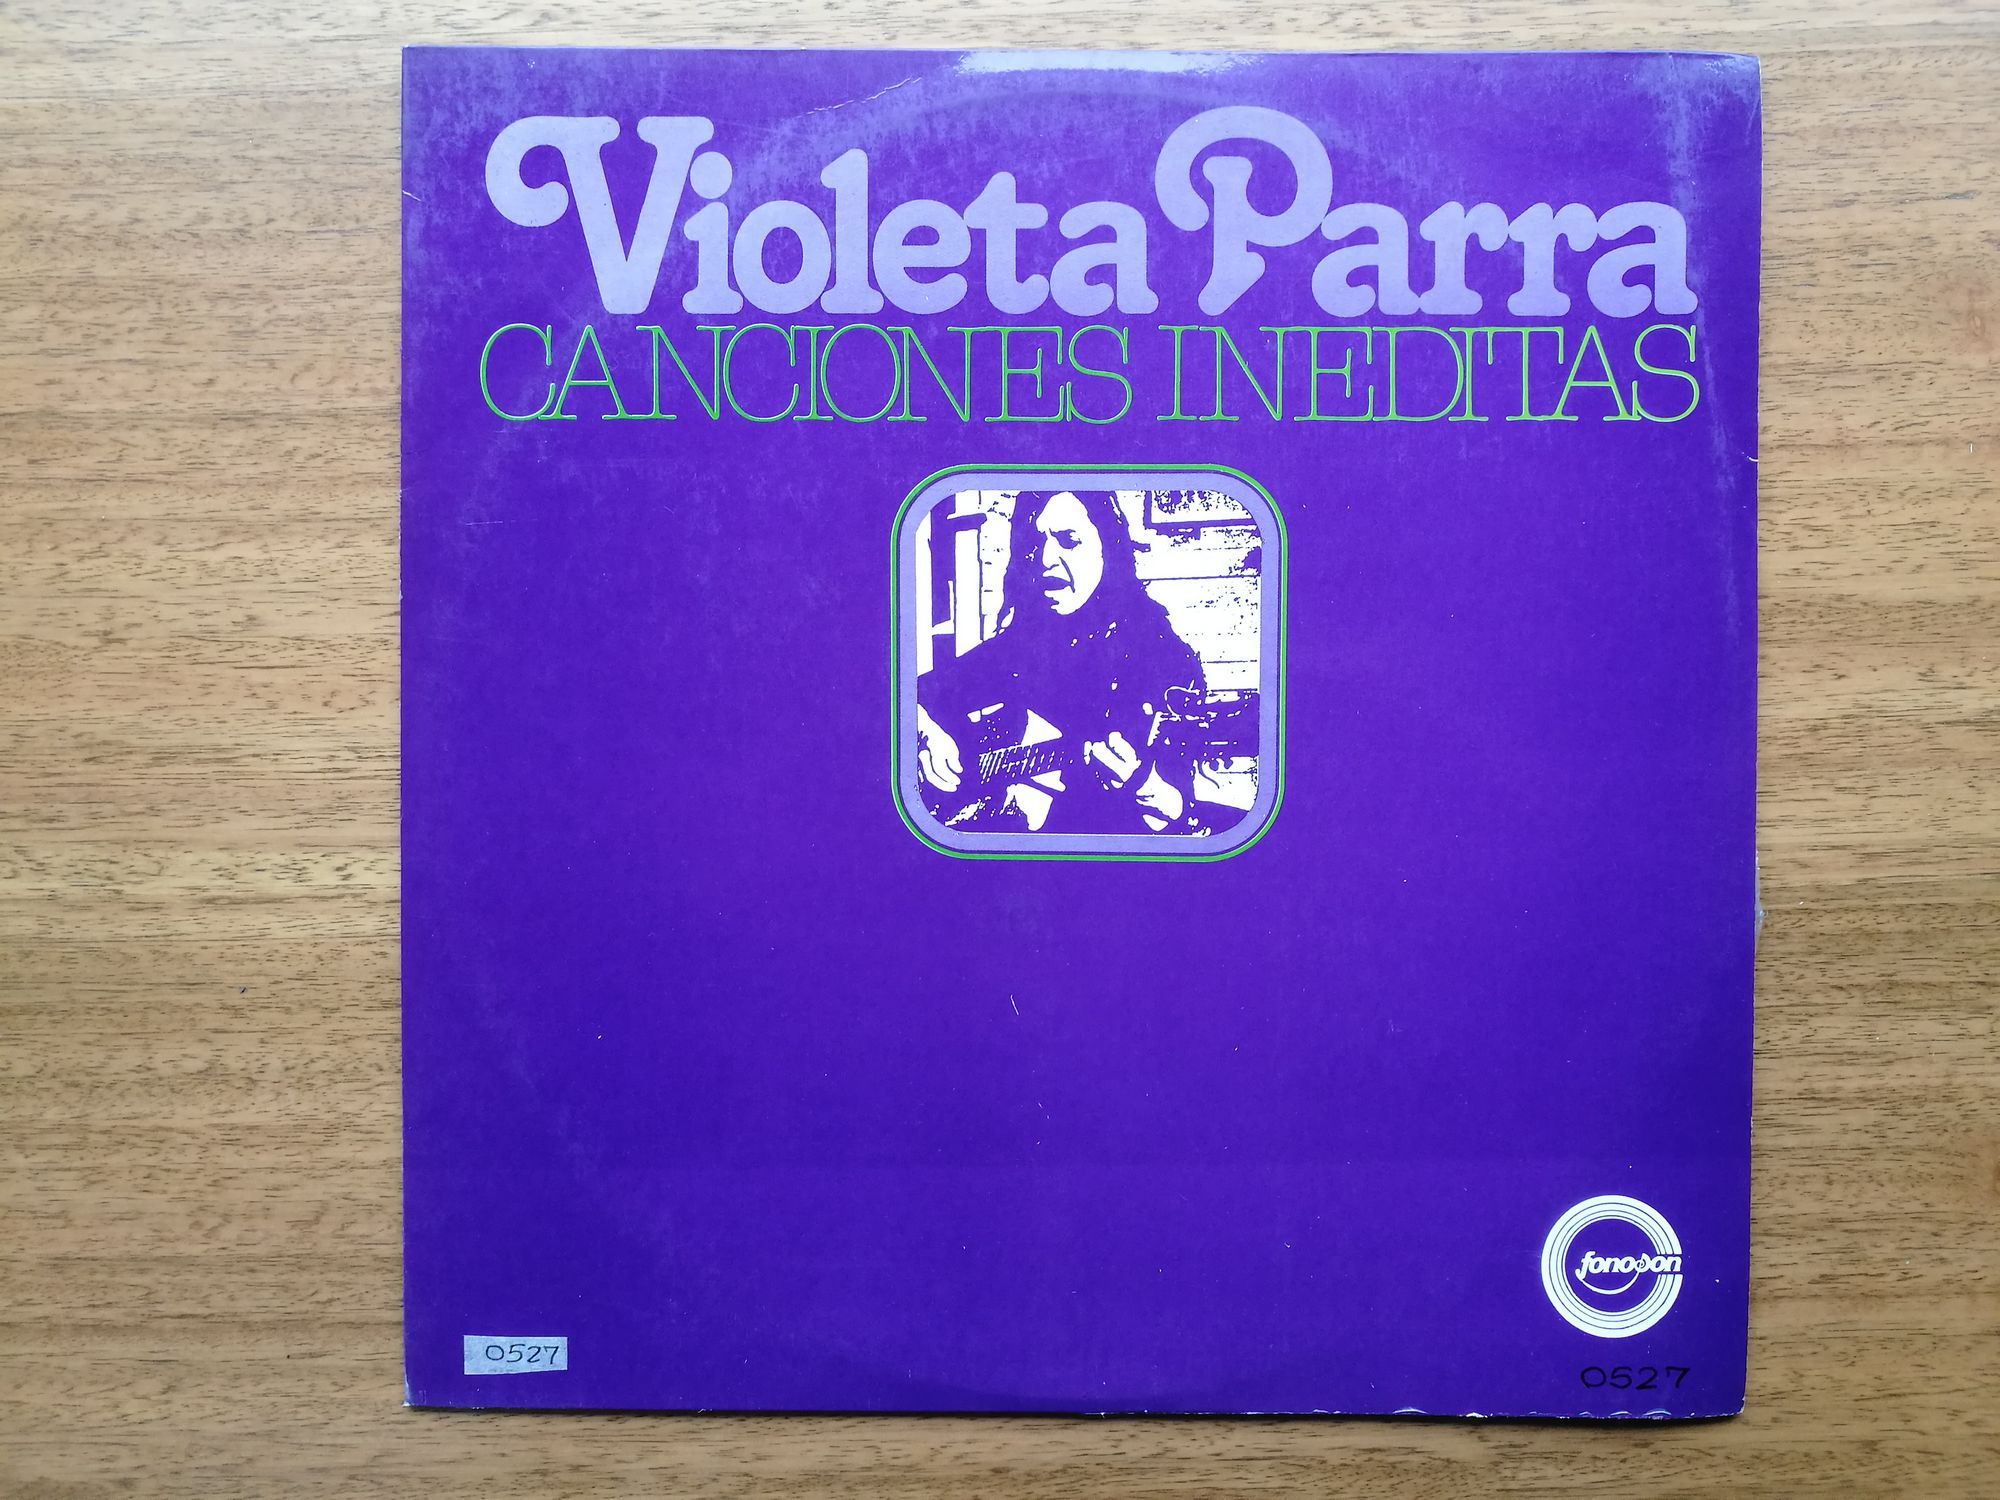 Violeta Parra
CANCIONES INEDITAS
fonoson
0527
0527